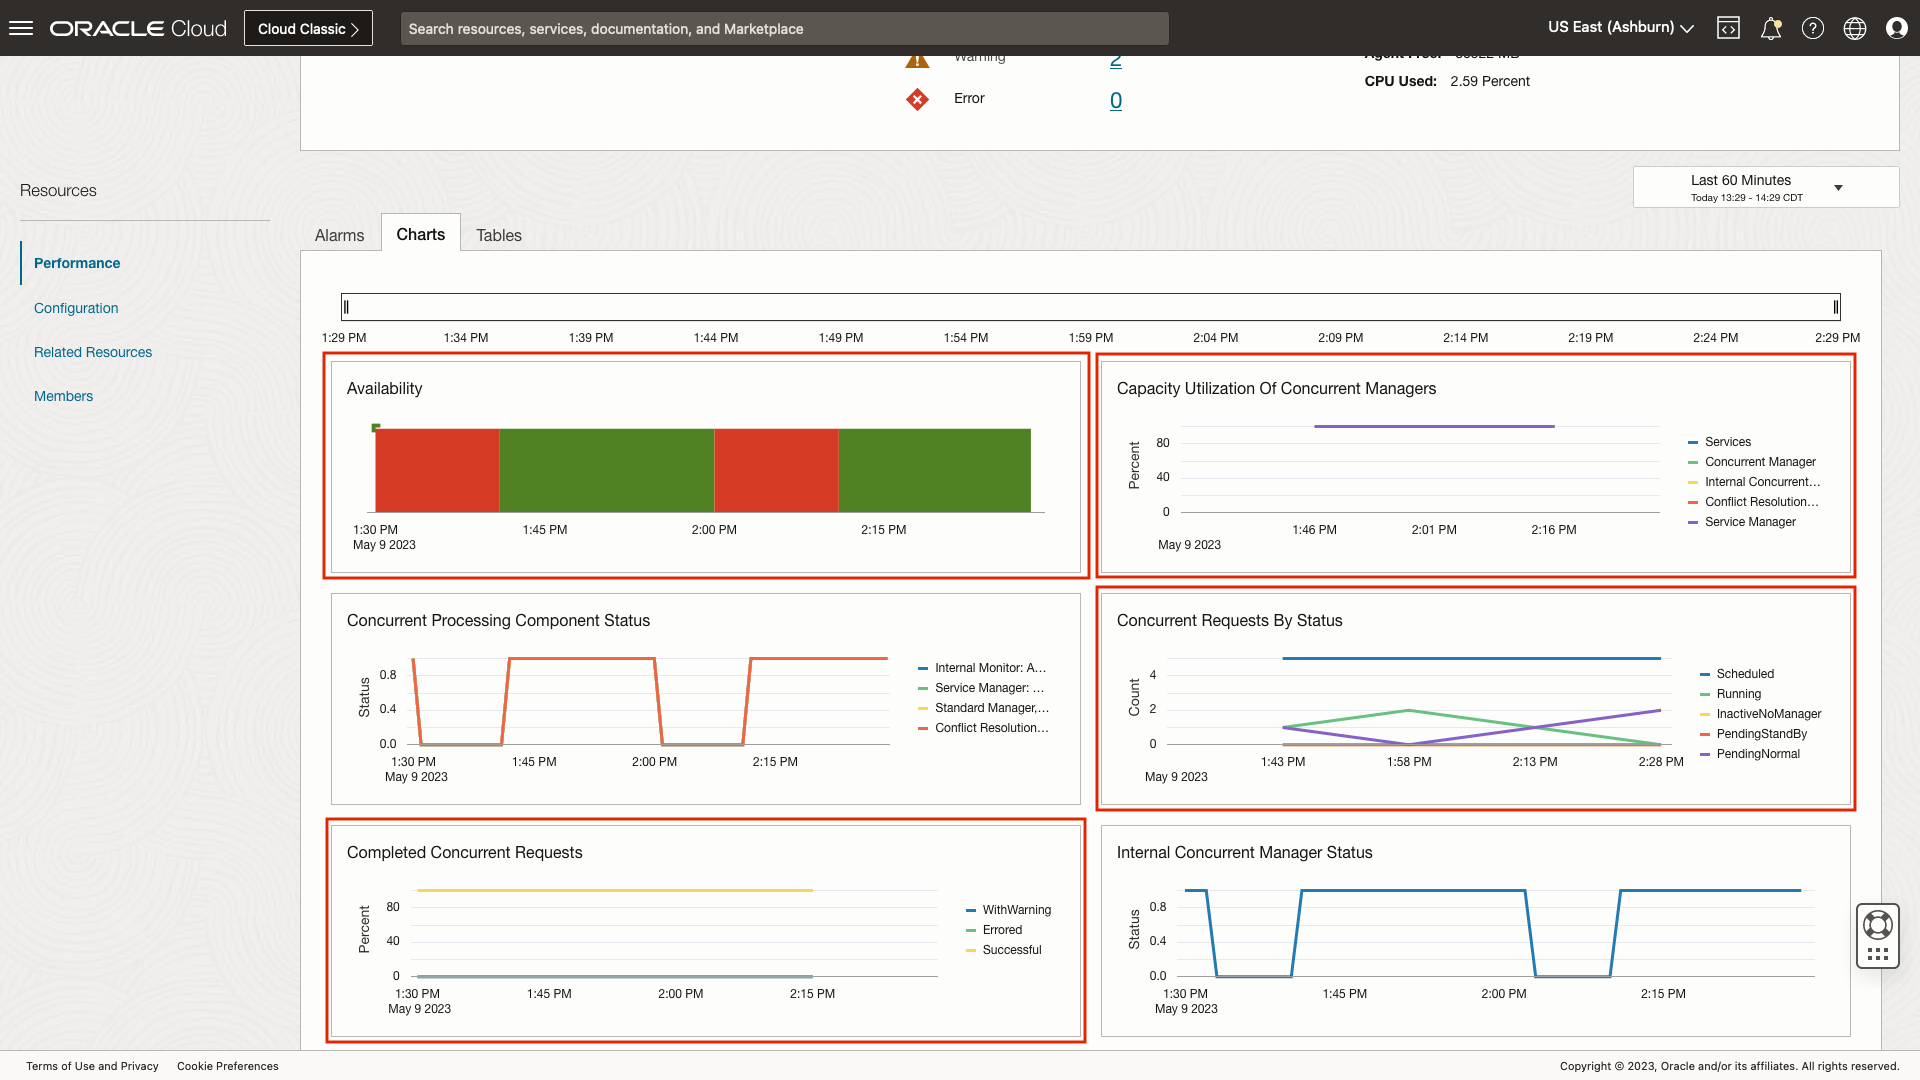 ORACLE Cloud
Cloud Classic
Search resources, services, documentation, and Marketplace
US East (Ashburn)
Warning 2
CPU Used: 2.59 Percent
Error 0
Resources
Last 60 Minutes
Today 13:29 - 14:29 CDT
Alarms Charts Tables
Performance
Configuration
Related Resources
Members
1:29 PM 1:34 PM 1:39 PM 1:44 PM 1:49 PM 1:54 PM 1:59 PM 2:04 PM 2:09 PM 2:14 PM 2:19 PM 2:24 PM 2:29 PM
Availability
1:30 PM 1:45 PM 2:00 PM 2:15 PM
May 9 2023
Capacity Utilization Of Concurrent Managers
Percent
80
40
0
1:46 PM 2:01 PM 2:16 PM
May 9 2023
Services
Concurrent Manager
Internal Concurrent...
Conflict Resolution...
Service Manager
Concurrent Processing Component Status
Status
0.8
0.4
0.0
1:30 PM 1:45 PM 2:00 PM 2:15 PM
May 9 2023
Internal Monitor: A...
Service Manager: ...
Standard Manager,...
Conflict Resolution...
Concurrent Requests By Status
Count
4
2
0
1:43 PM 1:58 PM 2:13 PM 2:28 PM
May 9 2023
Scheduled
Running
InactiveNoManager
PendingStandBy
PendingNormal
Completed Concurrent Requests
Percent
80
40
0
1:30 PM 1:45 PM 2:00 PM 2:15 PM
May 9 2023
WithWarning
Errored
Successful
Internal Concurrent Manager Status
Status
0.8
0.4
0.0
1:30 PM 1:45 PM 2:00 PM 2:15 PM
May 9 2023
Terms of Use and Privacy Cookie Preferences
Copyright © 2023, Oracle and/or its affiliates. All rights reserved.